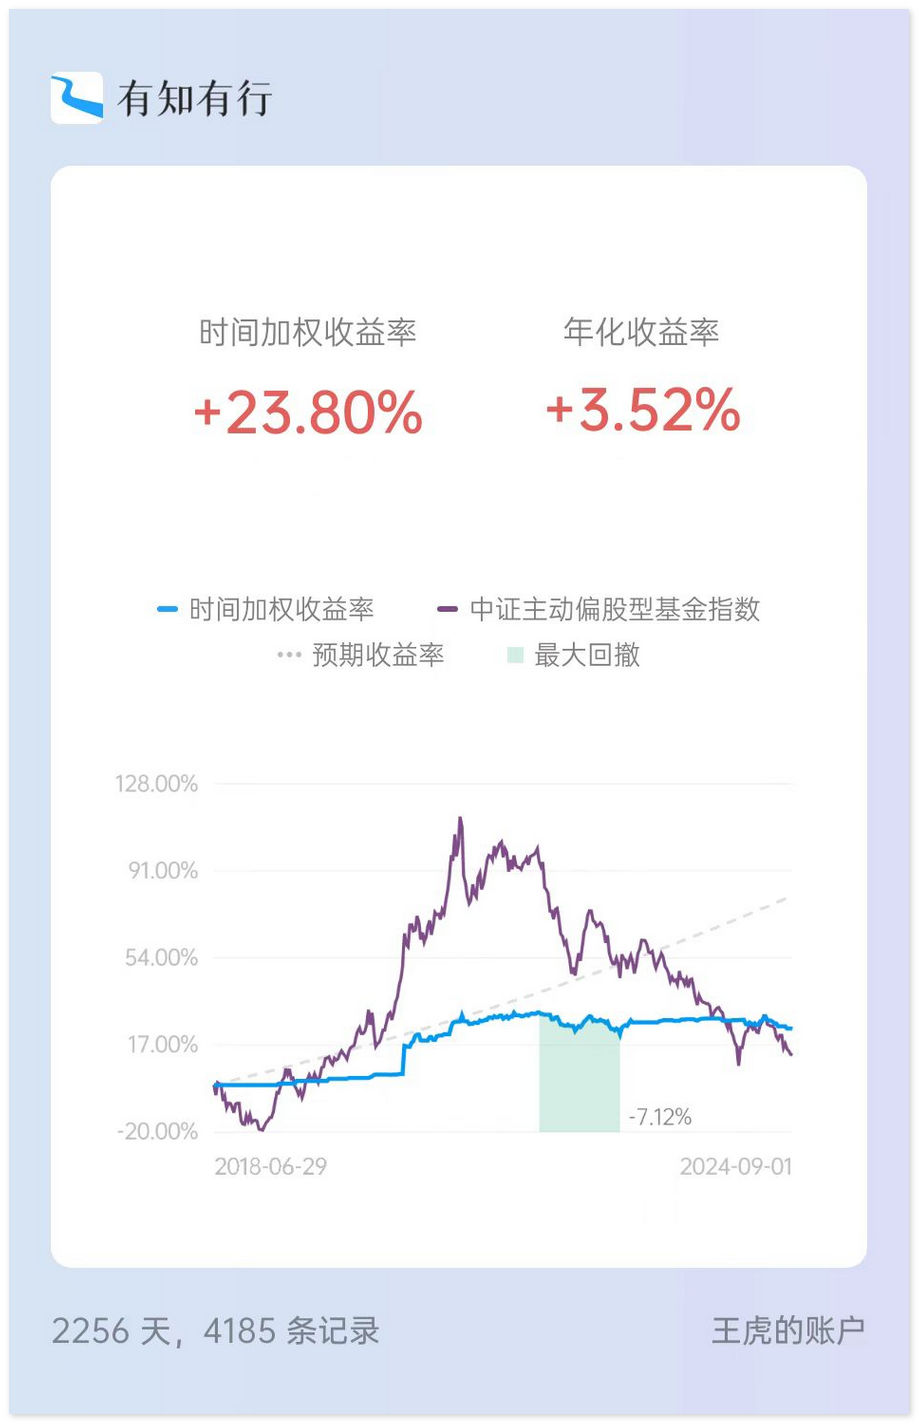 有知有行
时间加权收益率 年化收益率
+23.80% +3.52%
时间加权收益率 中证主动偏股型基金指数
预期收益率 最大回撤
128.00%
91.00%
54.00%
17.00%
-20.00%
-7.12%
2018-06-29 2024-09-01
2256 天，4185 条记录 王虎的账户